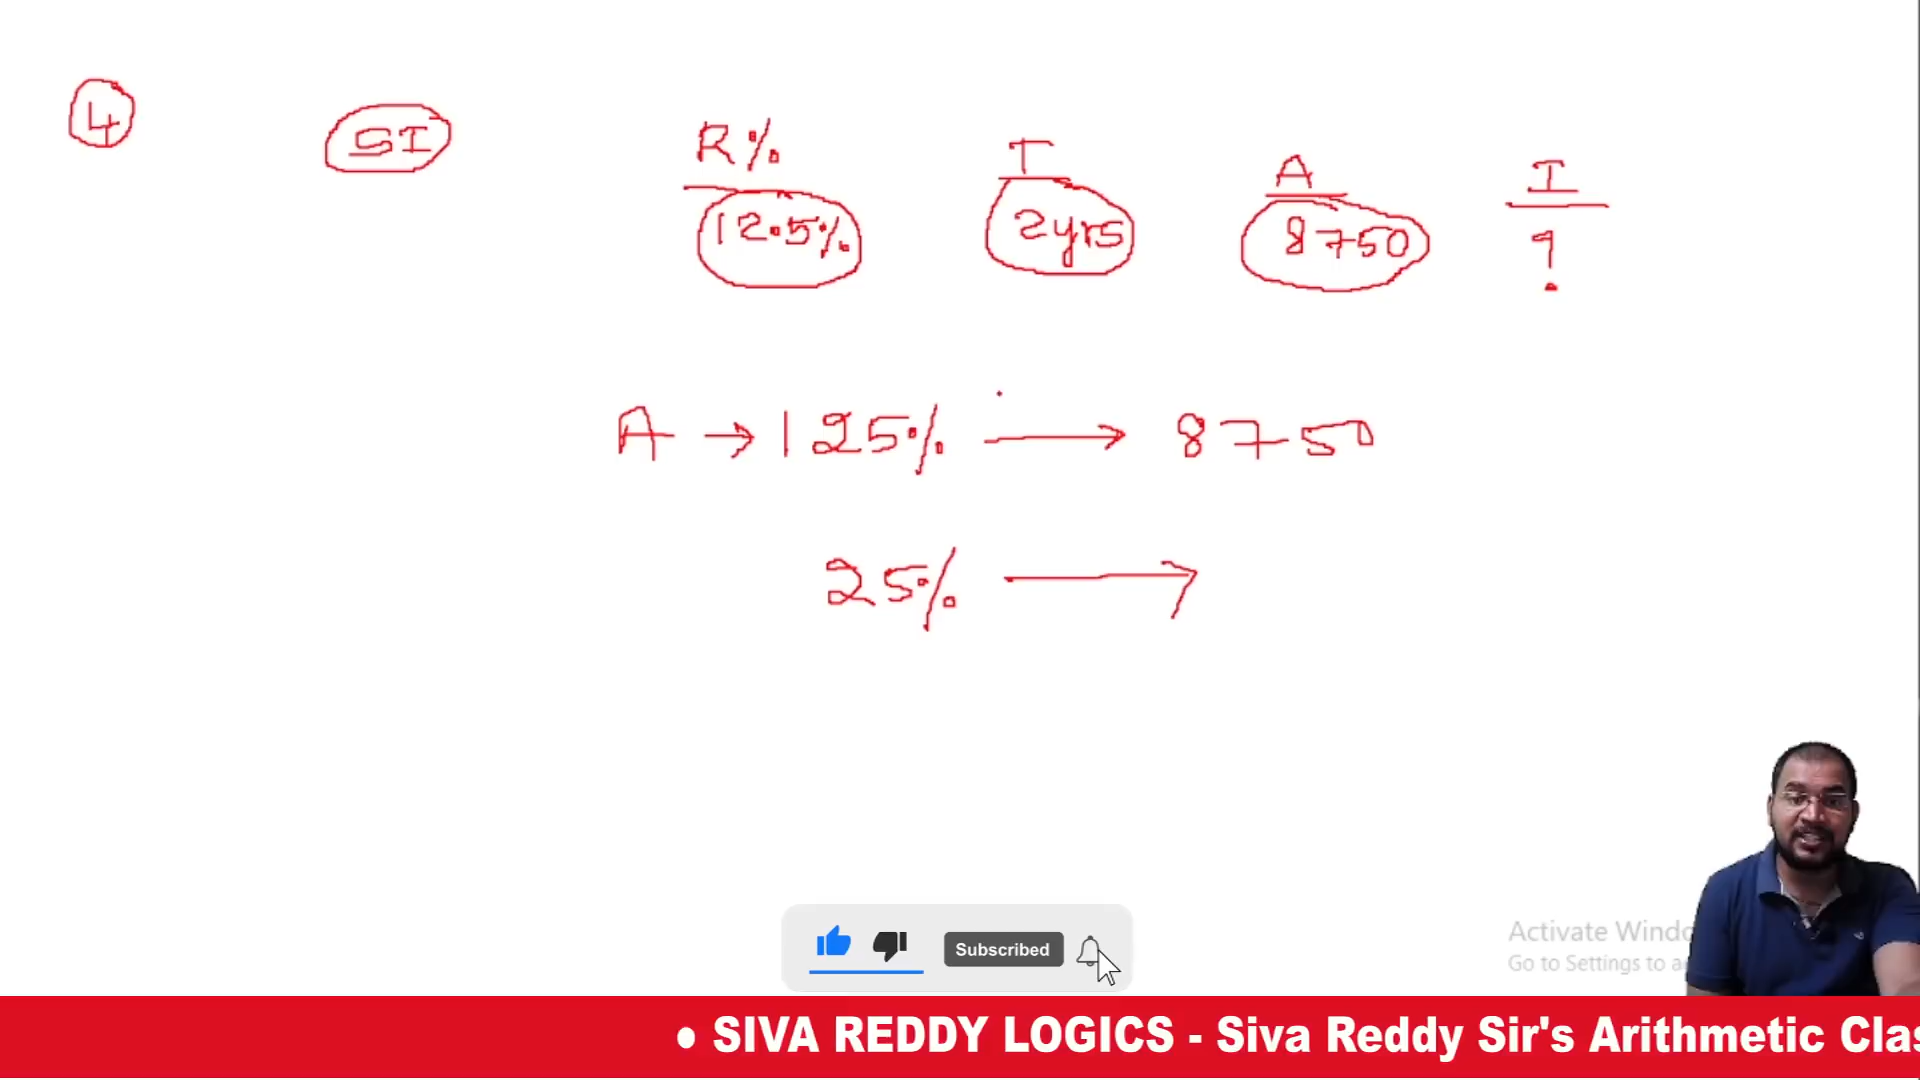 4 SI R% T A I
12.5% 2yrs 8750 ?
A → 125% → 8750
25% →
Subscribed
Activate Windo
Go to Settings to a
• SIVA REDDY LOGICS - Siva Reddy Sir's Arithmetic Clas